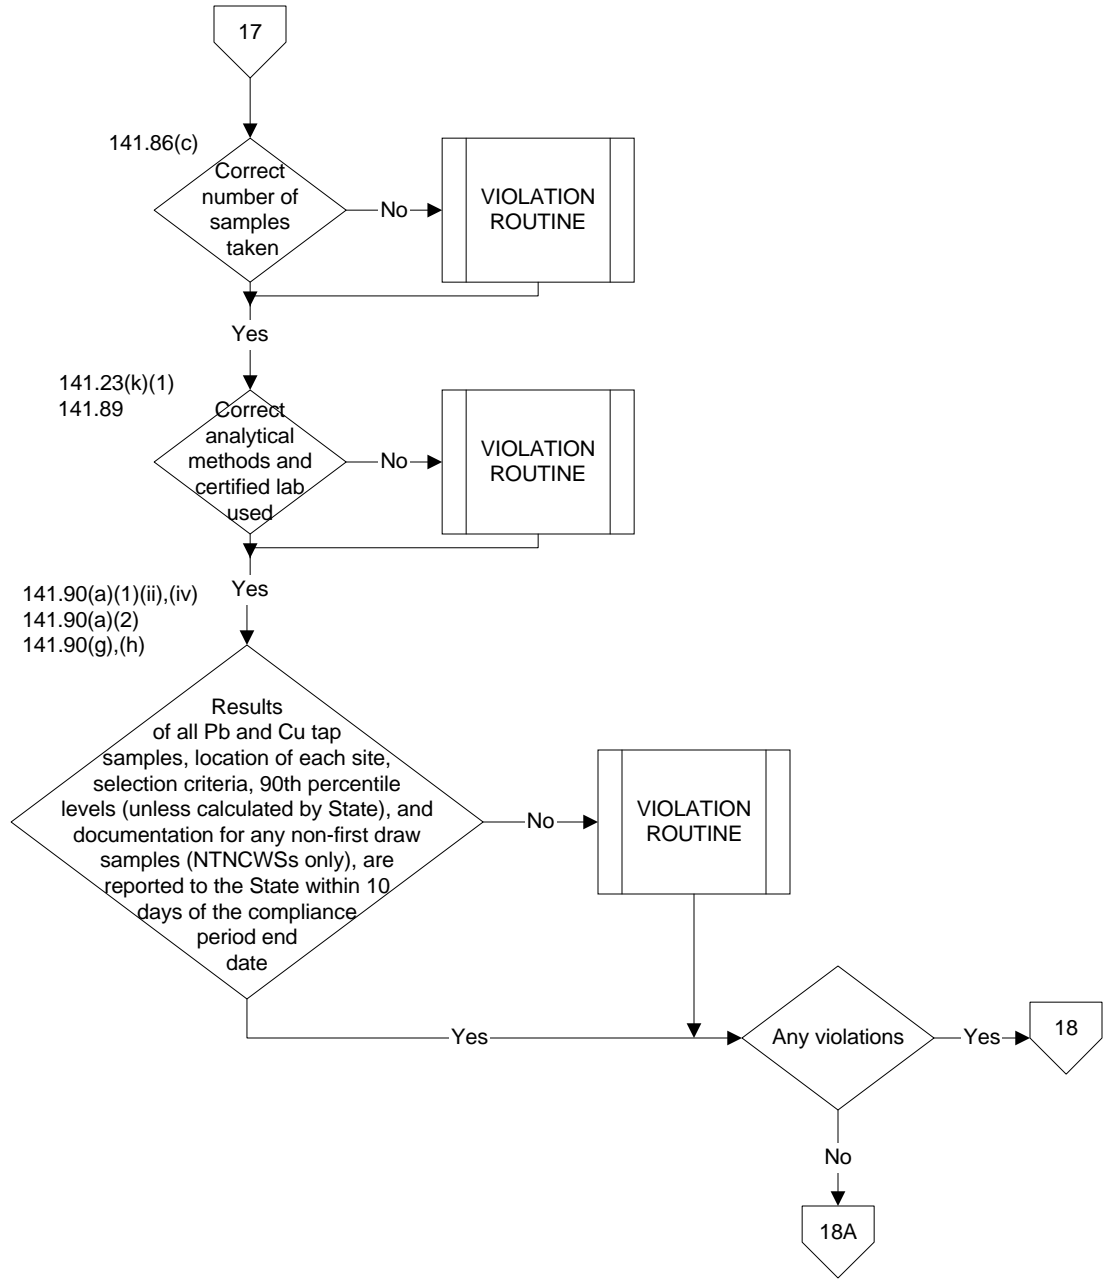 17
141.86(c)
Correct
number of
samples
taken
No
VIOLATION
ROUTINE
Yes
141.23(k)(1)
141.89
Correct
analytical
methods and
certified lab
used
No
VIOLATION
ROUTINE
Yes
141.90(a)(1)(ii),(iv)
141.90(a)(2)
141.90(g),(h)
Results
of all Pb and Cu tap
samples, location of each site,
selection criteria, 90th percentile
levels (unless calculated by State), and
documentation for any non-first draw
samples (NTNCWSs only), are
reported to the State within 10
days of the compliance
period end
date
No
VIOLATION
ROUTINE
Yes
Any violations
Yes
18
No
18A